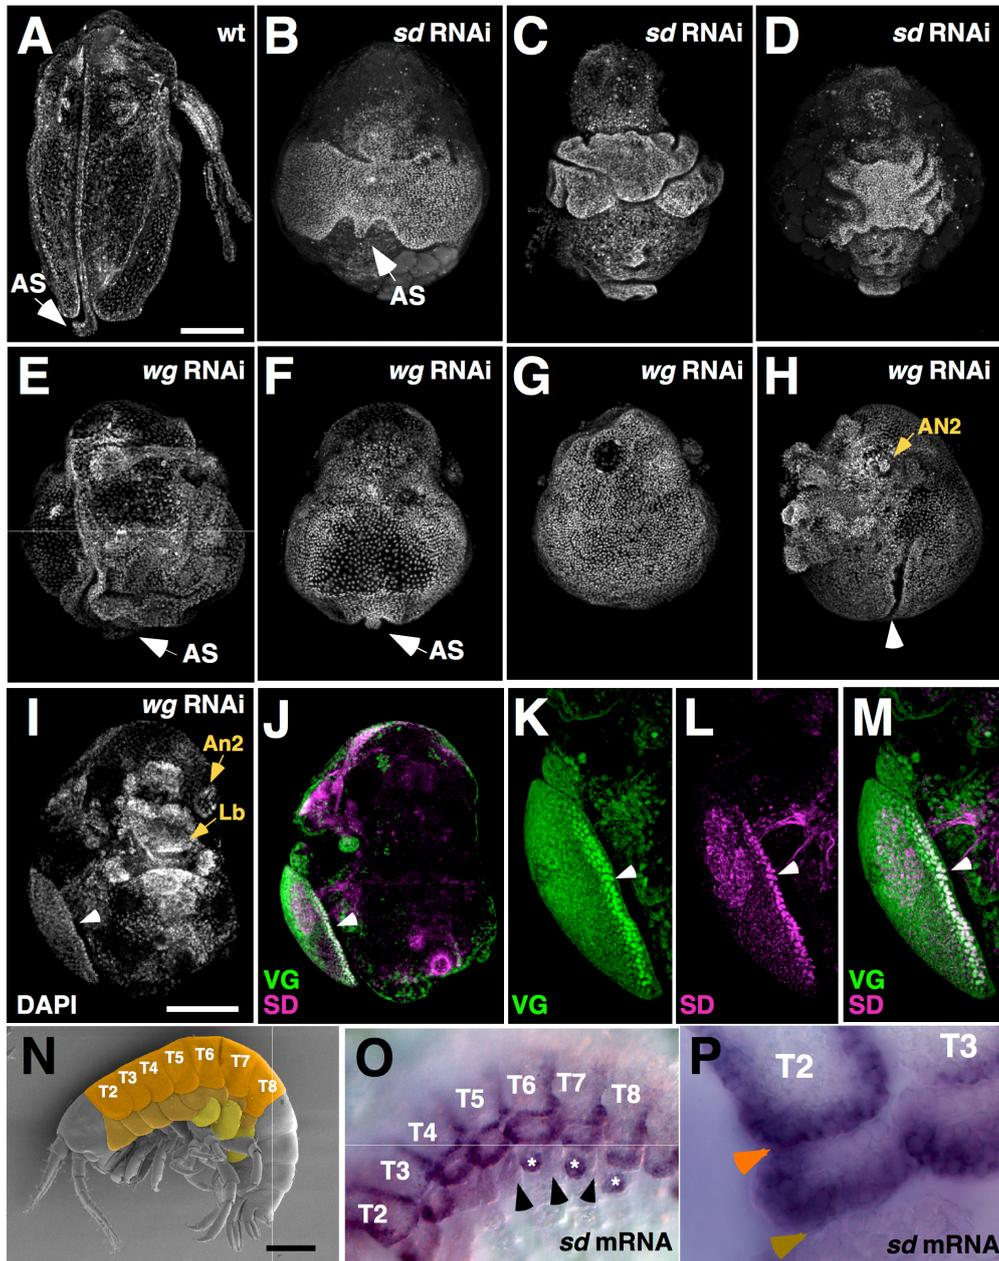 A
wt
AS
B
sd RNAi
AS
C
sd RNAi
D
sd RNAi
E
wg RNAi
AS
F
wg RNAi
AS
G
wg RNAi
H
wg RNAi
AN2
I
wg RNAi
An2
Lb
DAPI
J
VG
SD
K
VG
L
SD
M
VG
SD
N
T2
T3
T4
T5
T6
T7
T8
O
T2
T3
T4
T5
T6
T7
T8
*
*
*
sd mRNA
P
T2
T3
sd mRNA